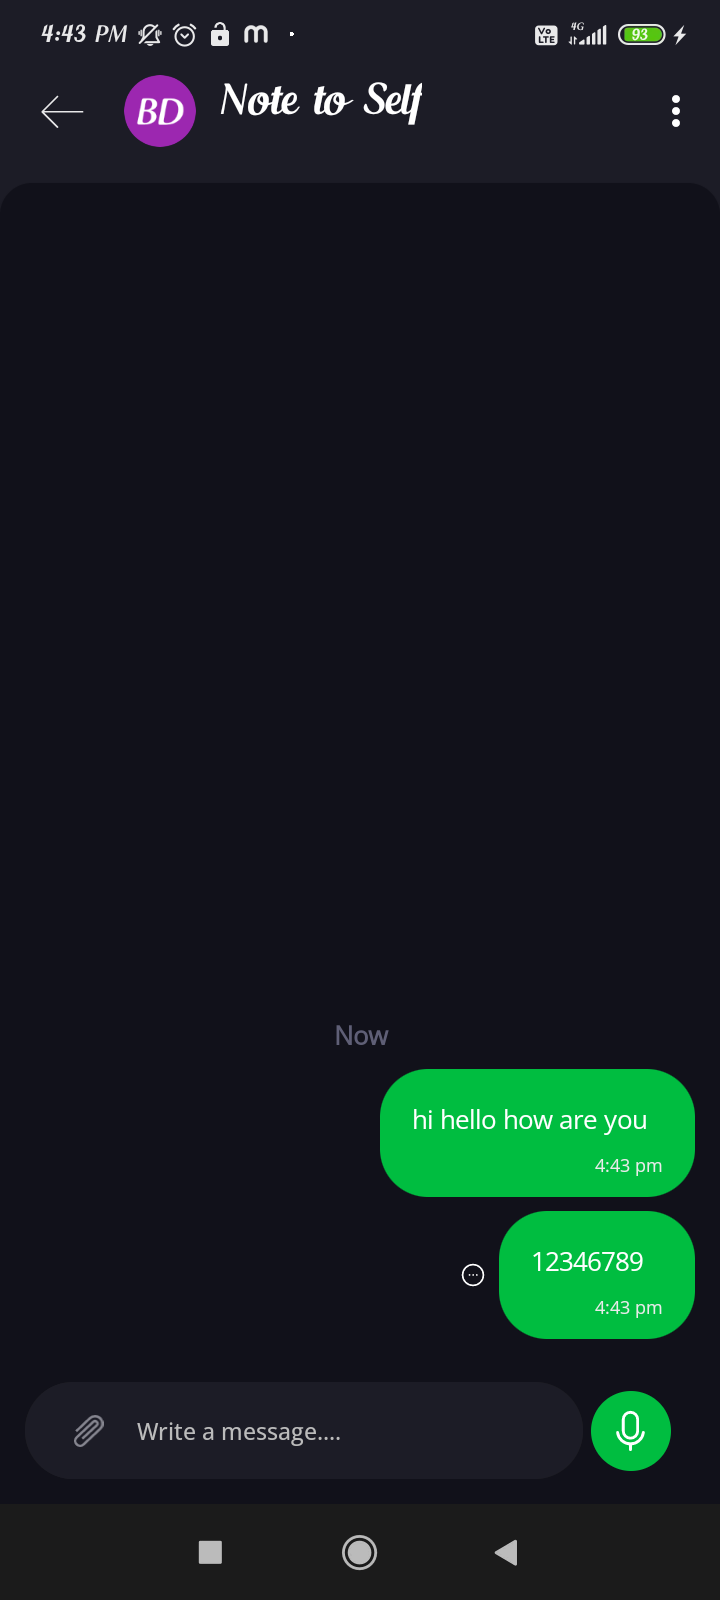 4:43 PM
Vo LTE 4G 93
BD Note to Self
Now
hi hello how are you
4:43 pm
12346789
4:43 pm
Write a message....